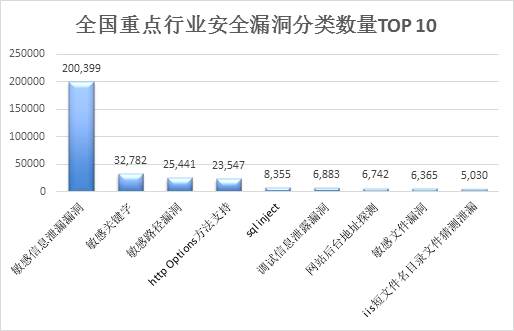 全国重点行业安全漏洞分类数量TOP 10
250000
200000
150000
100000
50000
0
200,399
32,782
25,441
23,547
8,355
6,883
6,742
6,365
5,030
敏感信息泄漏漏洞
敏感关键字
敏感路径漏洞
http Options方法支持
sql inject
调试信息泄露漏洞
网站后台地址探测
敏感文件漏洞
iis短文件名目录文件猜测泄漏